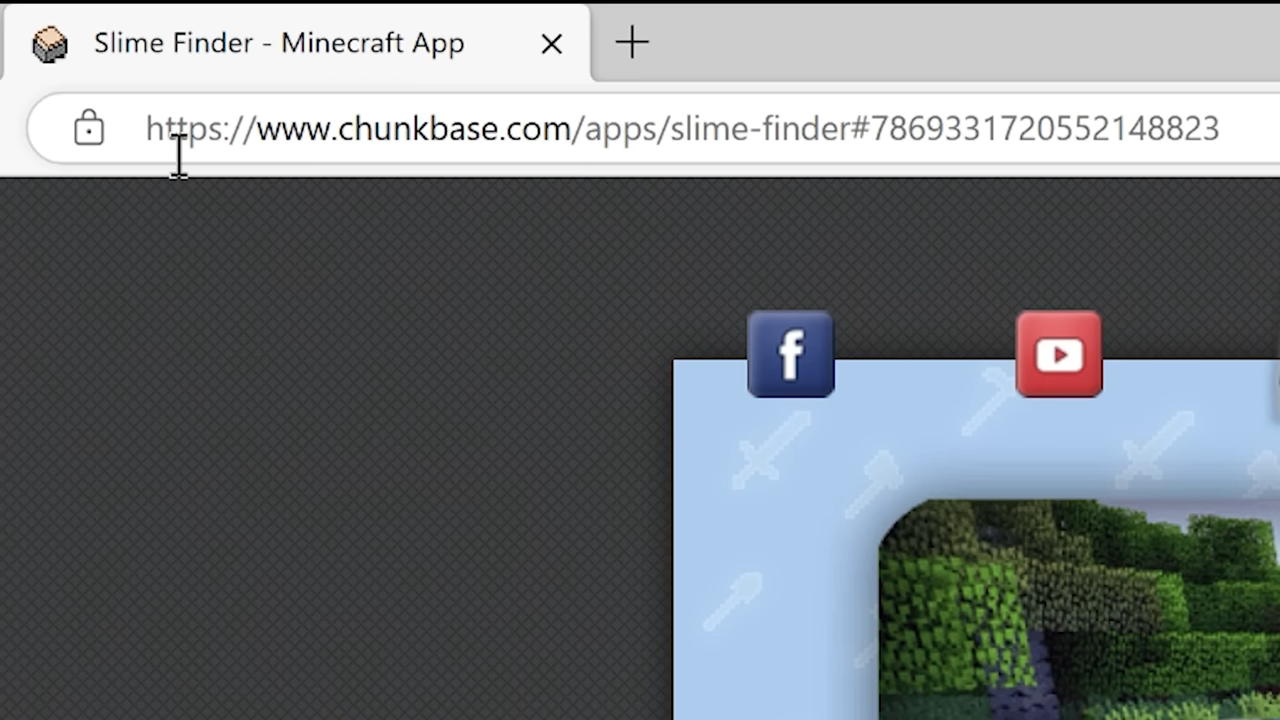 Slime Finder - Minecraft App
https://www.chunkbase.com/apps/slime-finder#7869331720552148823
f